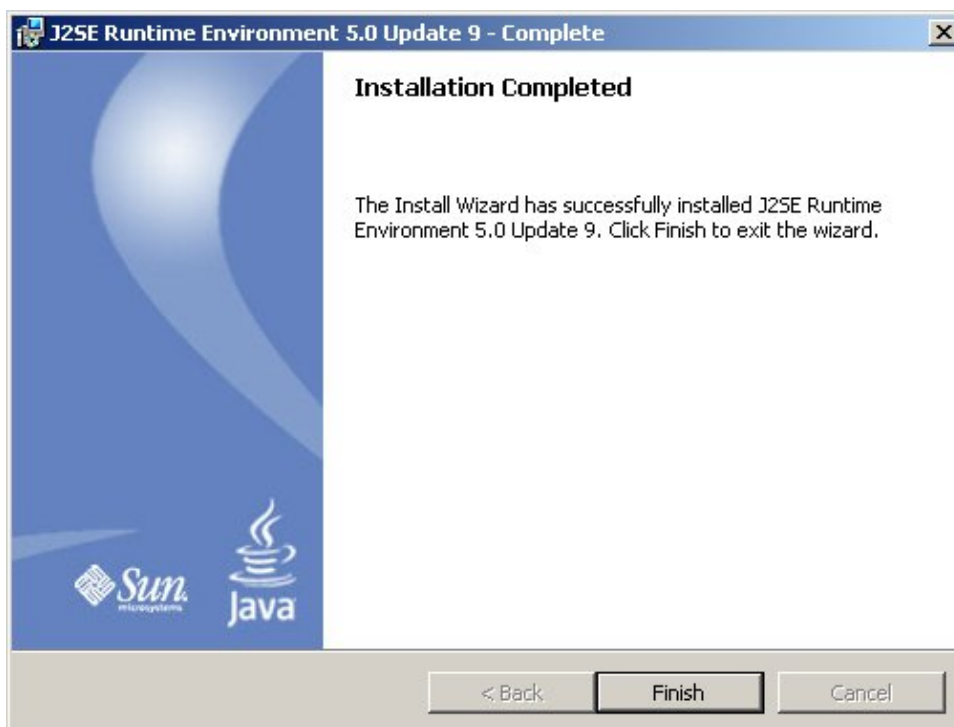 J2SE Runtime Environment 5.0 Update 9 - Complete
Installation Completed
The Install Wizard has successfully installed J2SE Runtime
Environment 5.0 Update 9. Click Finish to exit the wizard.
Sun
microsystems
Java
< Back
Finish
Cancel